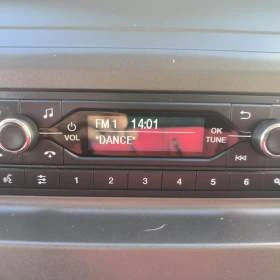 FM 1 14:01
*DANCE*
VOL
OK
TUNE
1 2 3 4 5 6